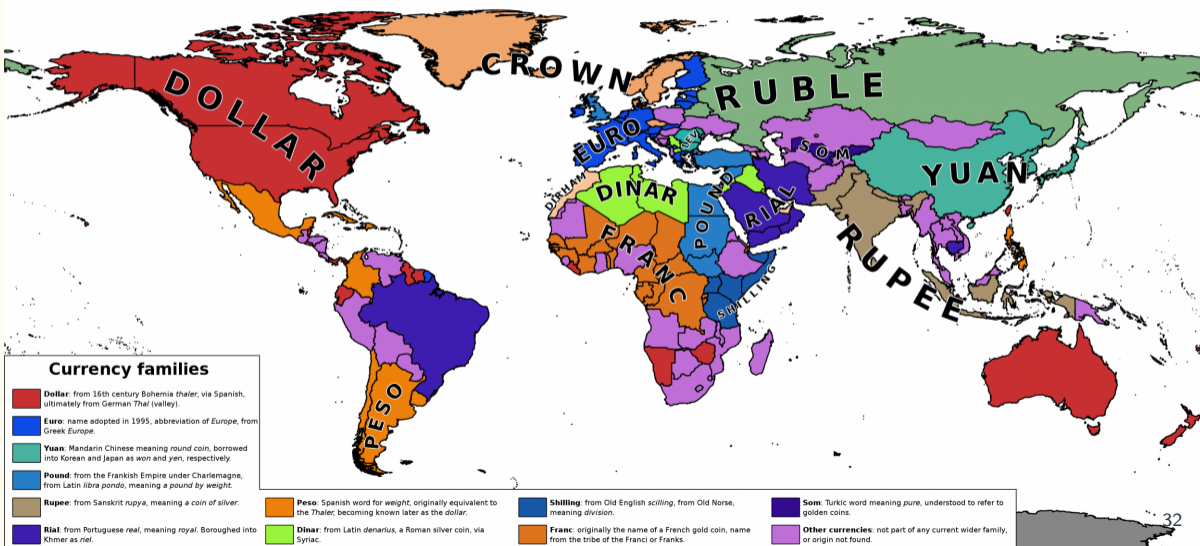 CROWN
DOLLAR
RUBLE
EURO
LEV
SOM
YUAN
DIRHAM
DINAR
POUND
RIAL
FRANC
RUPEE
SHILLING
PESO
Currency families
Dollar: from 16th century Bohemia thaler, via Spanish,
ultimately from German Thal (valley).
Euro: name adopted in 1995, abbreviation of Europe, from
Greek Europe.
Yuan: Mandarin Chinese meaning round coin, borrowed
into Korean and Japan as won and yen, respectively.
Pound: from the Frankish Empire under Charlemagne,
from Latin libra pondo, meaning a pound by weight.
Rupee: from Sanskrit rupya, meaning a coin of silver.
Rial: from Portuguese real, meaning royal. Boroughed into
Khmer as riel.
Peso: Spanish word for weight, originally equivalent to
the Thaler, becoming known later as the dollar.
Dinar: from Latin denarius, a Roman silver coin, via
Syriac.
Shilling: from Old English scilling, from Old Norse,
meaning division.
Franc: originally the name of a French gold coin, name
from the tribe of the Franci or Franks.
Som: Turkic word meaning pure, understood to refer to
golden coins.
Other currencies: not part of any current wider family,
or origin not found.
32